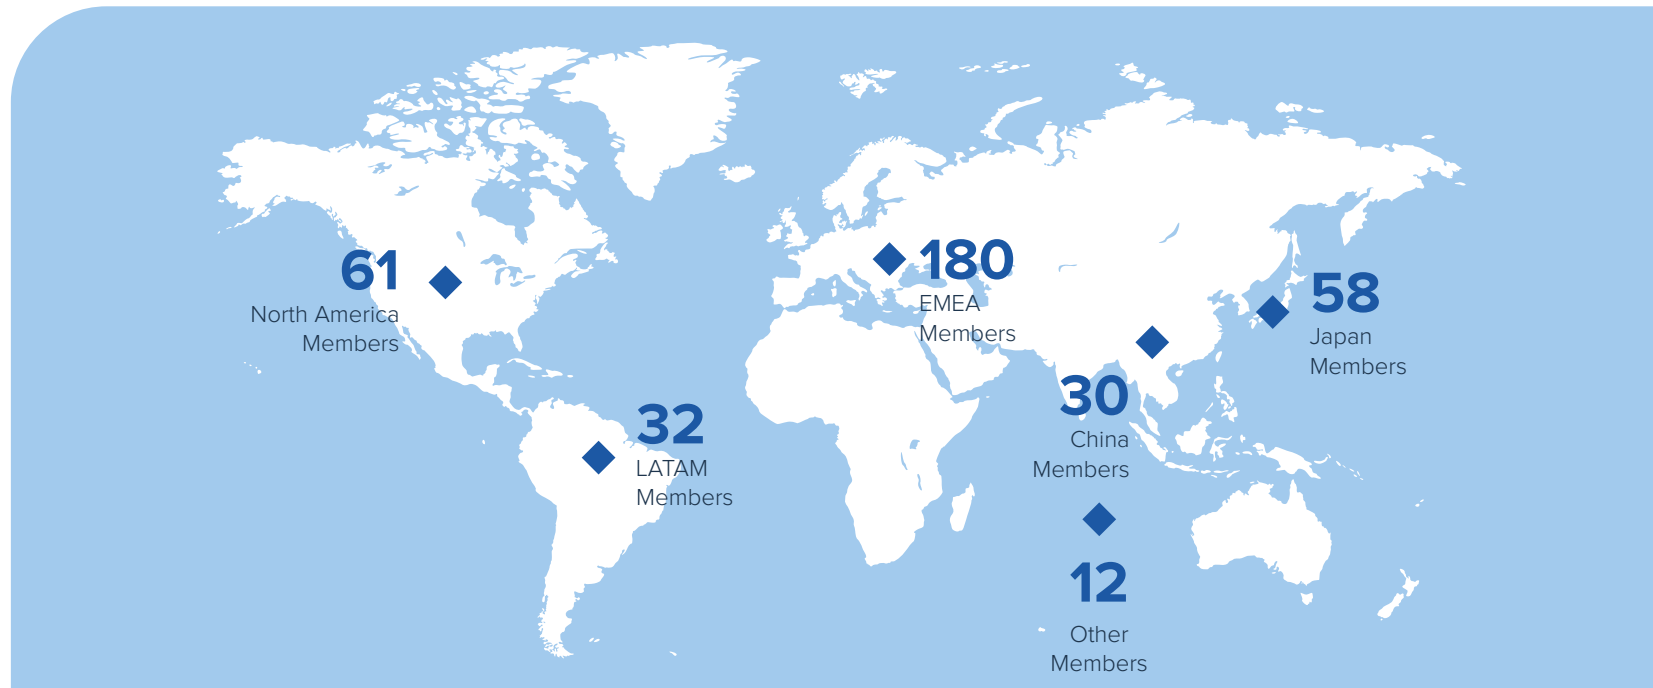 61
North America
Members
180
EMEA
Members
58
Japan
Members
32
LATAM
Members
30
China
Members
12
Other
Members